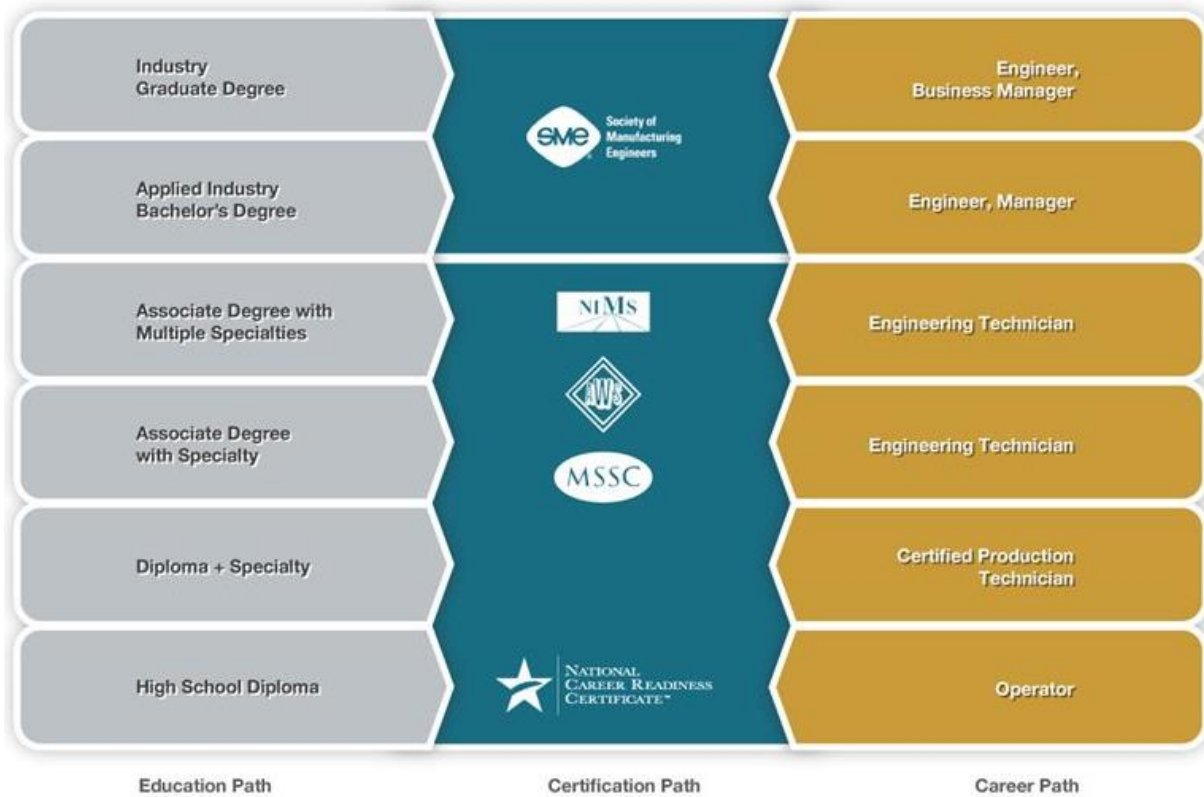 Industry
Graduate Degree
SME
Society of
Manufacturing
Engineers
Engineer,
Business Manager
Applied Industry
Bachelor's Degree
Engineer, Manager
Associate Degree with
Multiple Specialties
NIMS
Engineering Technician
AWS
Associate Degree
with Specialty
MSSC
Engineering Technician
Diploma + Specialty
Certified Production
Technician
High School Diploma
NATIONAL
CAREER READINESS
CERTIFICATE™
Operator
Education Path
Certification Path
Career Path